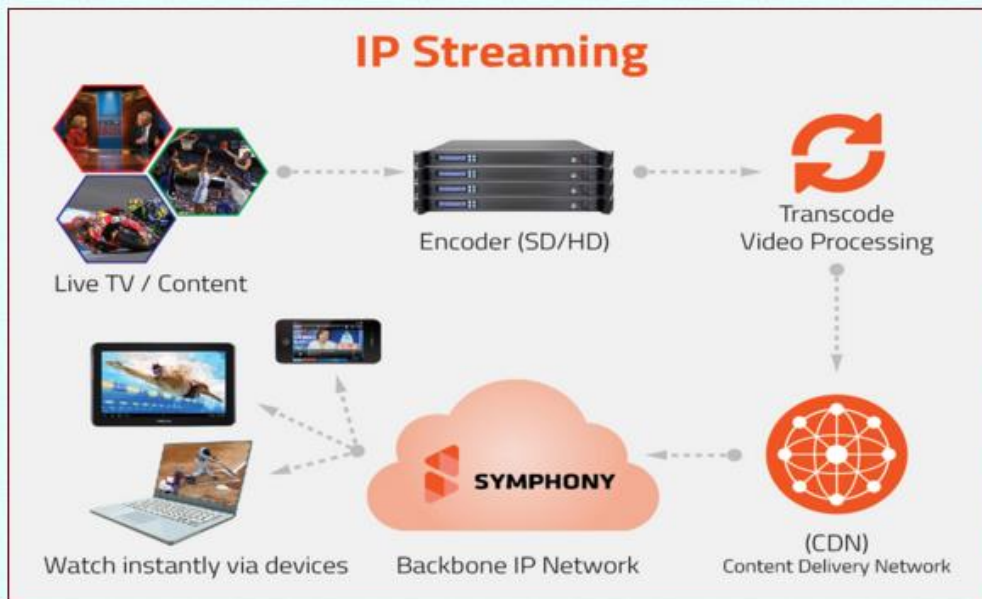 IP Streaming
Live TV / Content
Encoder (SD/HD)
Transcode
Video Processing
Watch instantly via devices
SYMPHONY
Backbone IP Network
(CDN)
Content Delivery Network